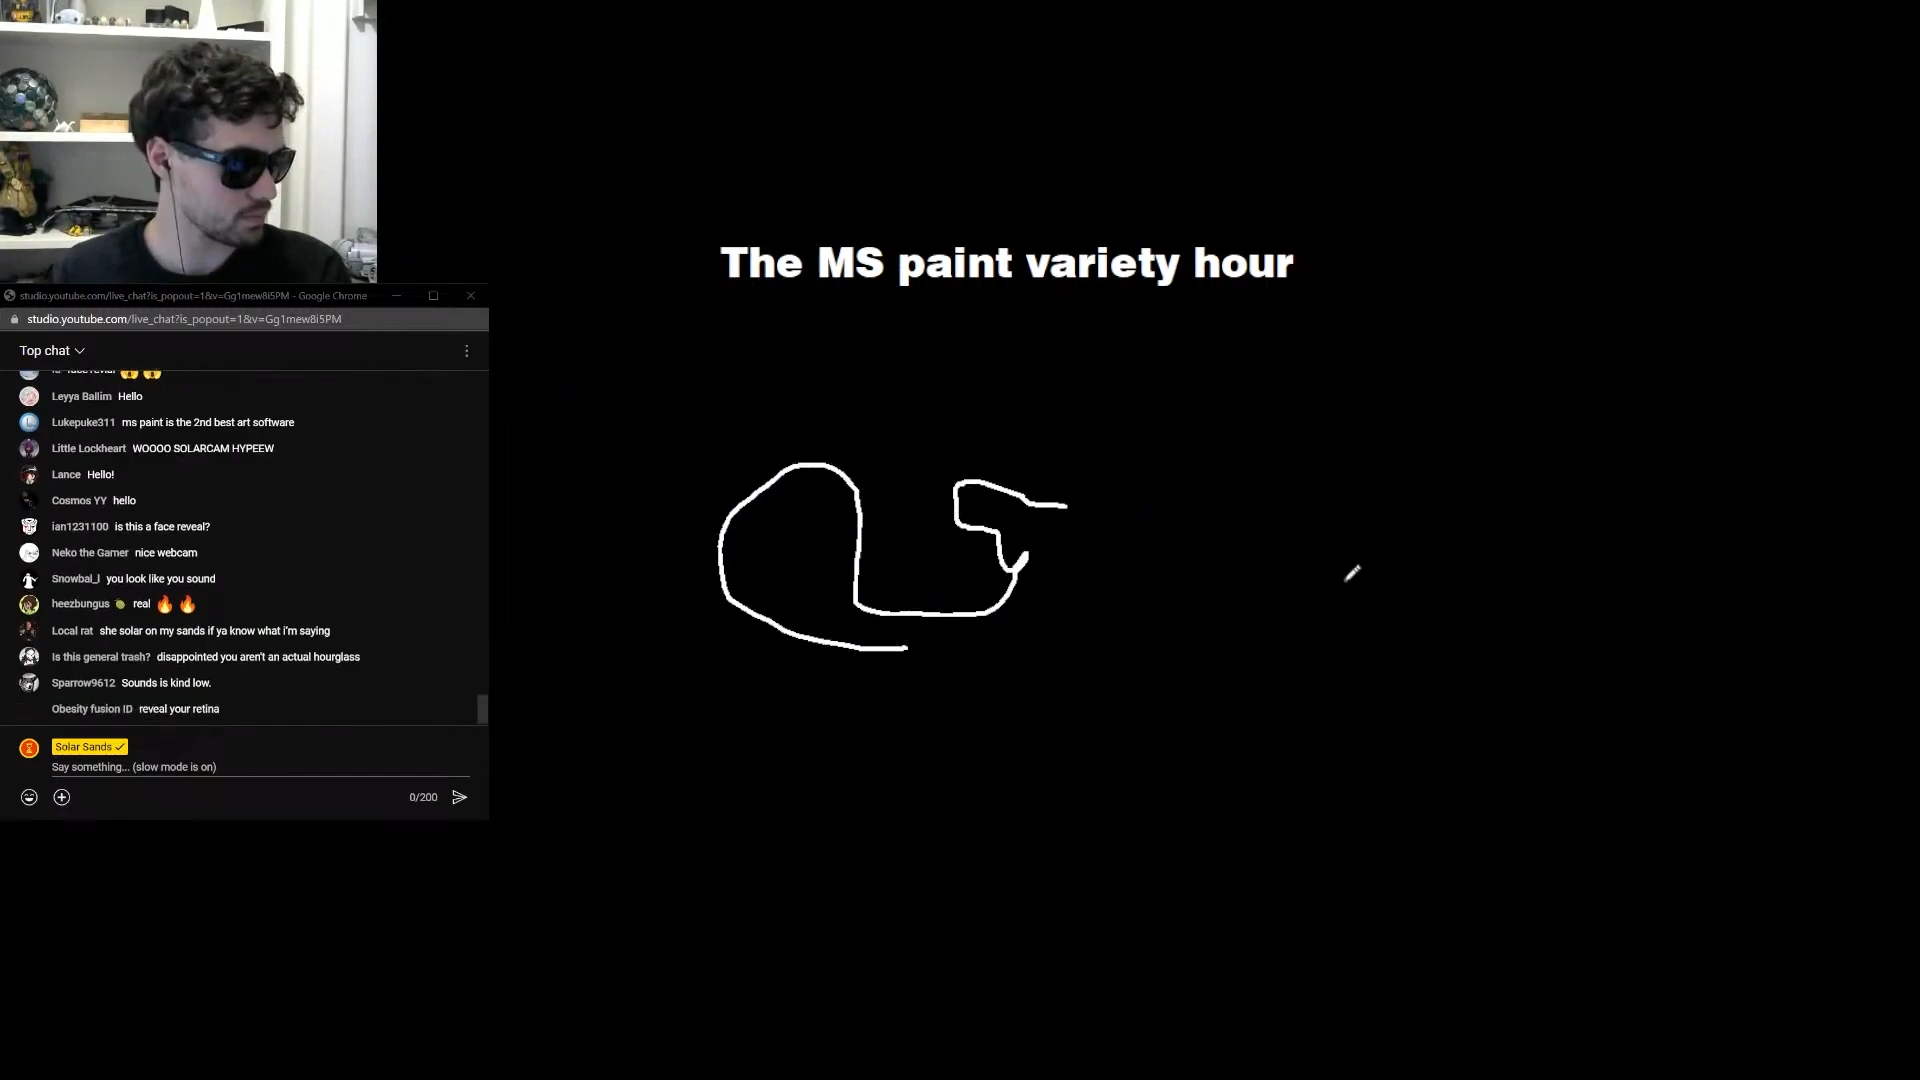 The MS paint variety hour
studio.youtube.com/live_chat?is_popout=1&v=Gg1mew8i5PM - Google Chrome
studio.youtube.com/live_chat?is_popout=1&v=Gg1mew8i5PM
Top chat
Leyya Ballim Hello
Lukepuke311 ms paint is the 2nd best art software
Little Lockheart WOOOO SOLARCAM HYPEEW
Lance Hello!
Cosmos YY hello
ian1231100 is this a face reveal?
Neko the Gamer nice webcam
Snowbal_l you look like you sound
heezbungus real
Local rat she solar on my sands if ya know what i'm saying
Is this general trash? disappointed you aren't an actual hourglass
Sparrow9612 Sounds is kind low.
Obesity fusion ID reveal your retina
Solar Sands
Say something... (slow mode is on)
0/200